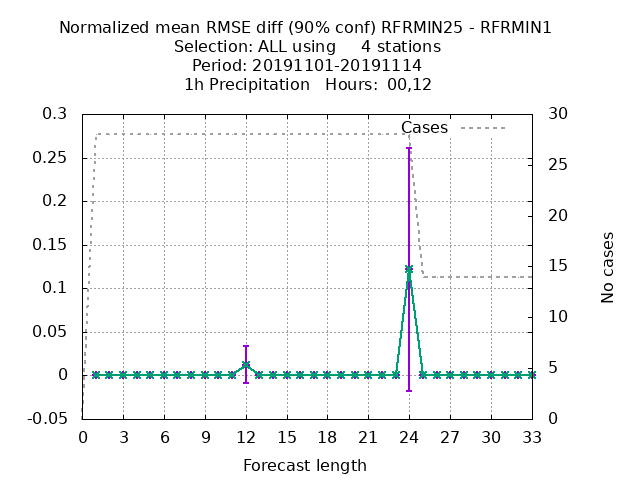 Normalized mean RMSE diff (90% conf) RFRMIN25 - RFRMIN1
Selection: ALL using     4 stations
Period: 20191101-20191114
1h Precipitation   Hours:  00,12
Cases
0.3
0.25
0.2
0.15
0.1
0.05
0
-0.05
30
25
20
15
10
5
0
No cases
0 3 6 9 12 15 18 21 24 27 30 33
Forecast length